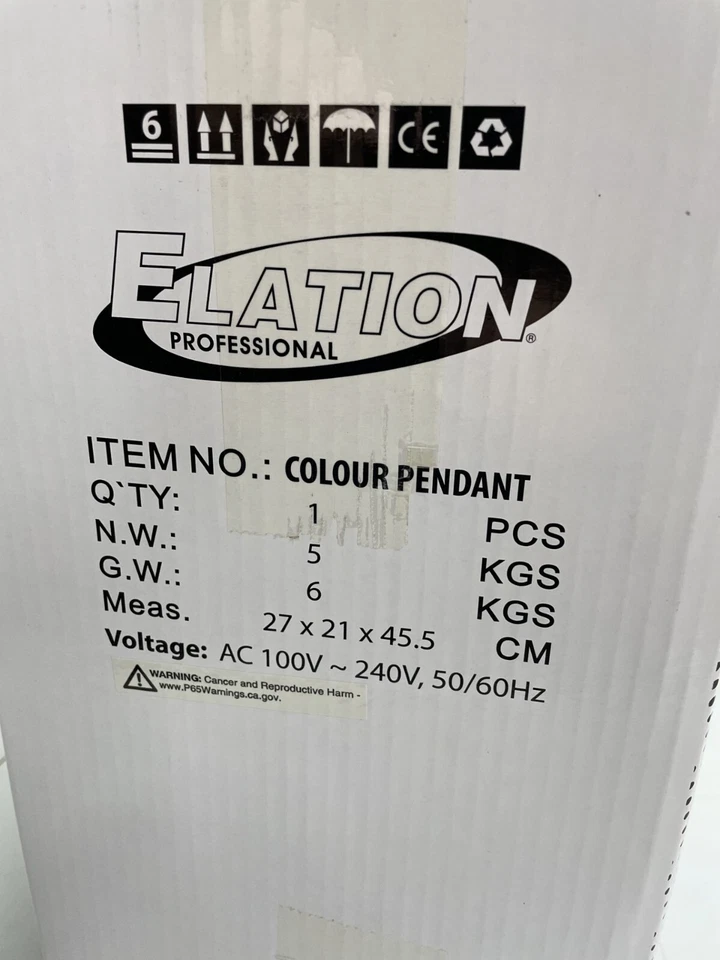 6
CE
ELATION®
PROFESSIONAL
ITEM NO.: COLOUR PENDANT
Q`TY: 1 PCS
N.W.: 5 KGS
G.W.: 6 KGS
Meas. 27 x 21 x 45.5 CM
Voltage: AC 100V ~ 240V, 50/60Hz
WARNING: Cancer and Reproductive Harm -
www.P65Warnings.ca.gov.